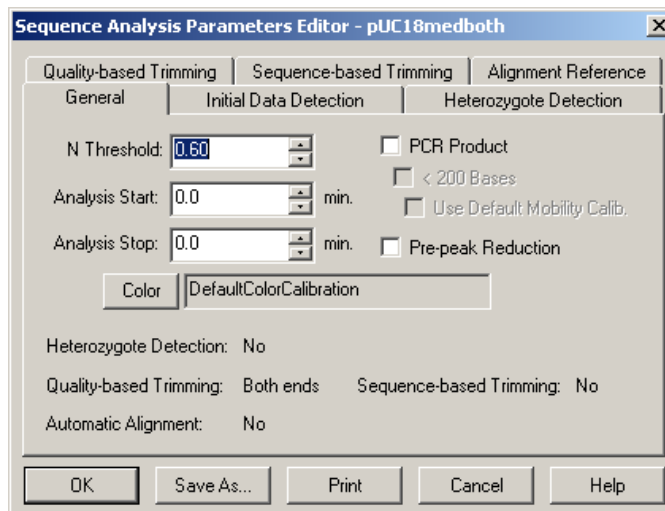 Sequence Analysis Parameters Editor - pUC18medboth
Quality-based Trimming Sequence-based Trimming Alignment Reference
General Initial Data Detection Heterozygote Detection
N Threshold: 0.60 PCR Product
< 200 Bases
Analysis Start: 0.0 min. Use Default Mobility Calib.
Analysis Stop: 0.0 min. Pre-peak Reduction
Color DefaultColorCalibration
Heterozygote Detection: No
Quality-based Trimming: Both ends Sequence-based Trimming: No
Automatic Alignment: No
OK Save As... Print Cancel Help